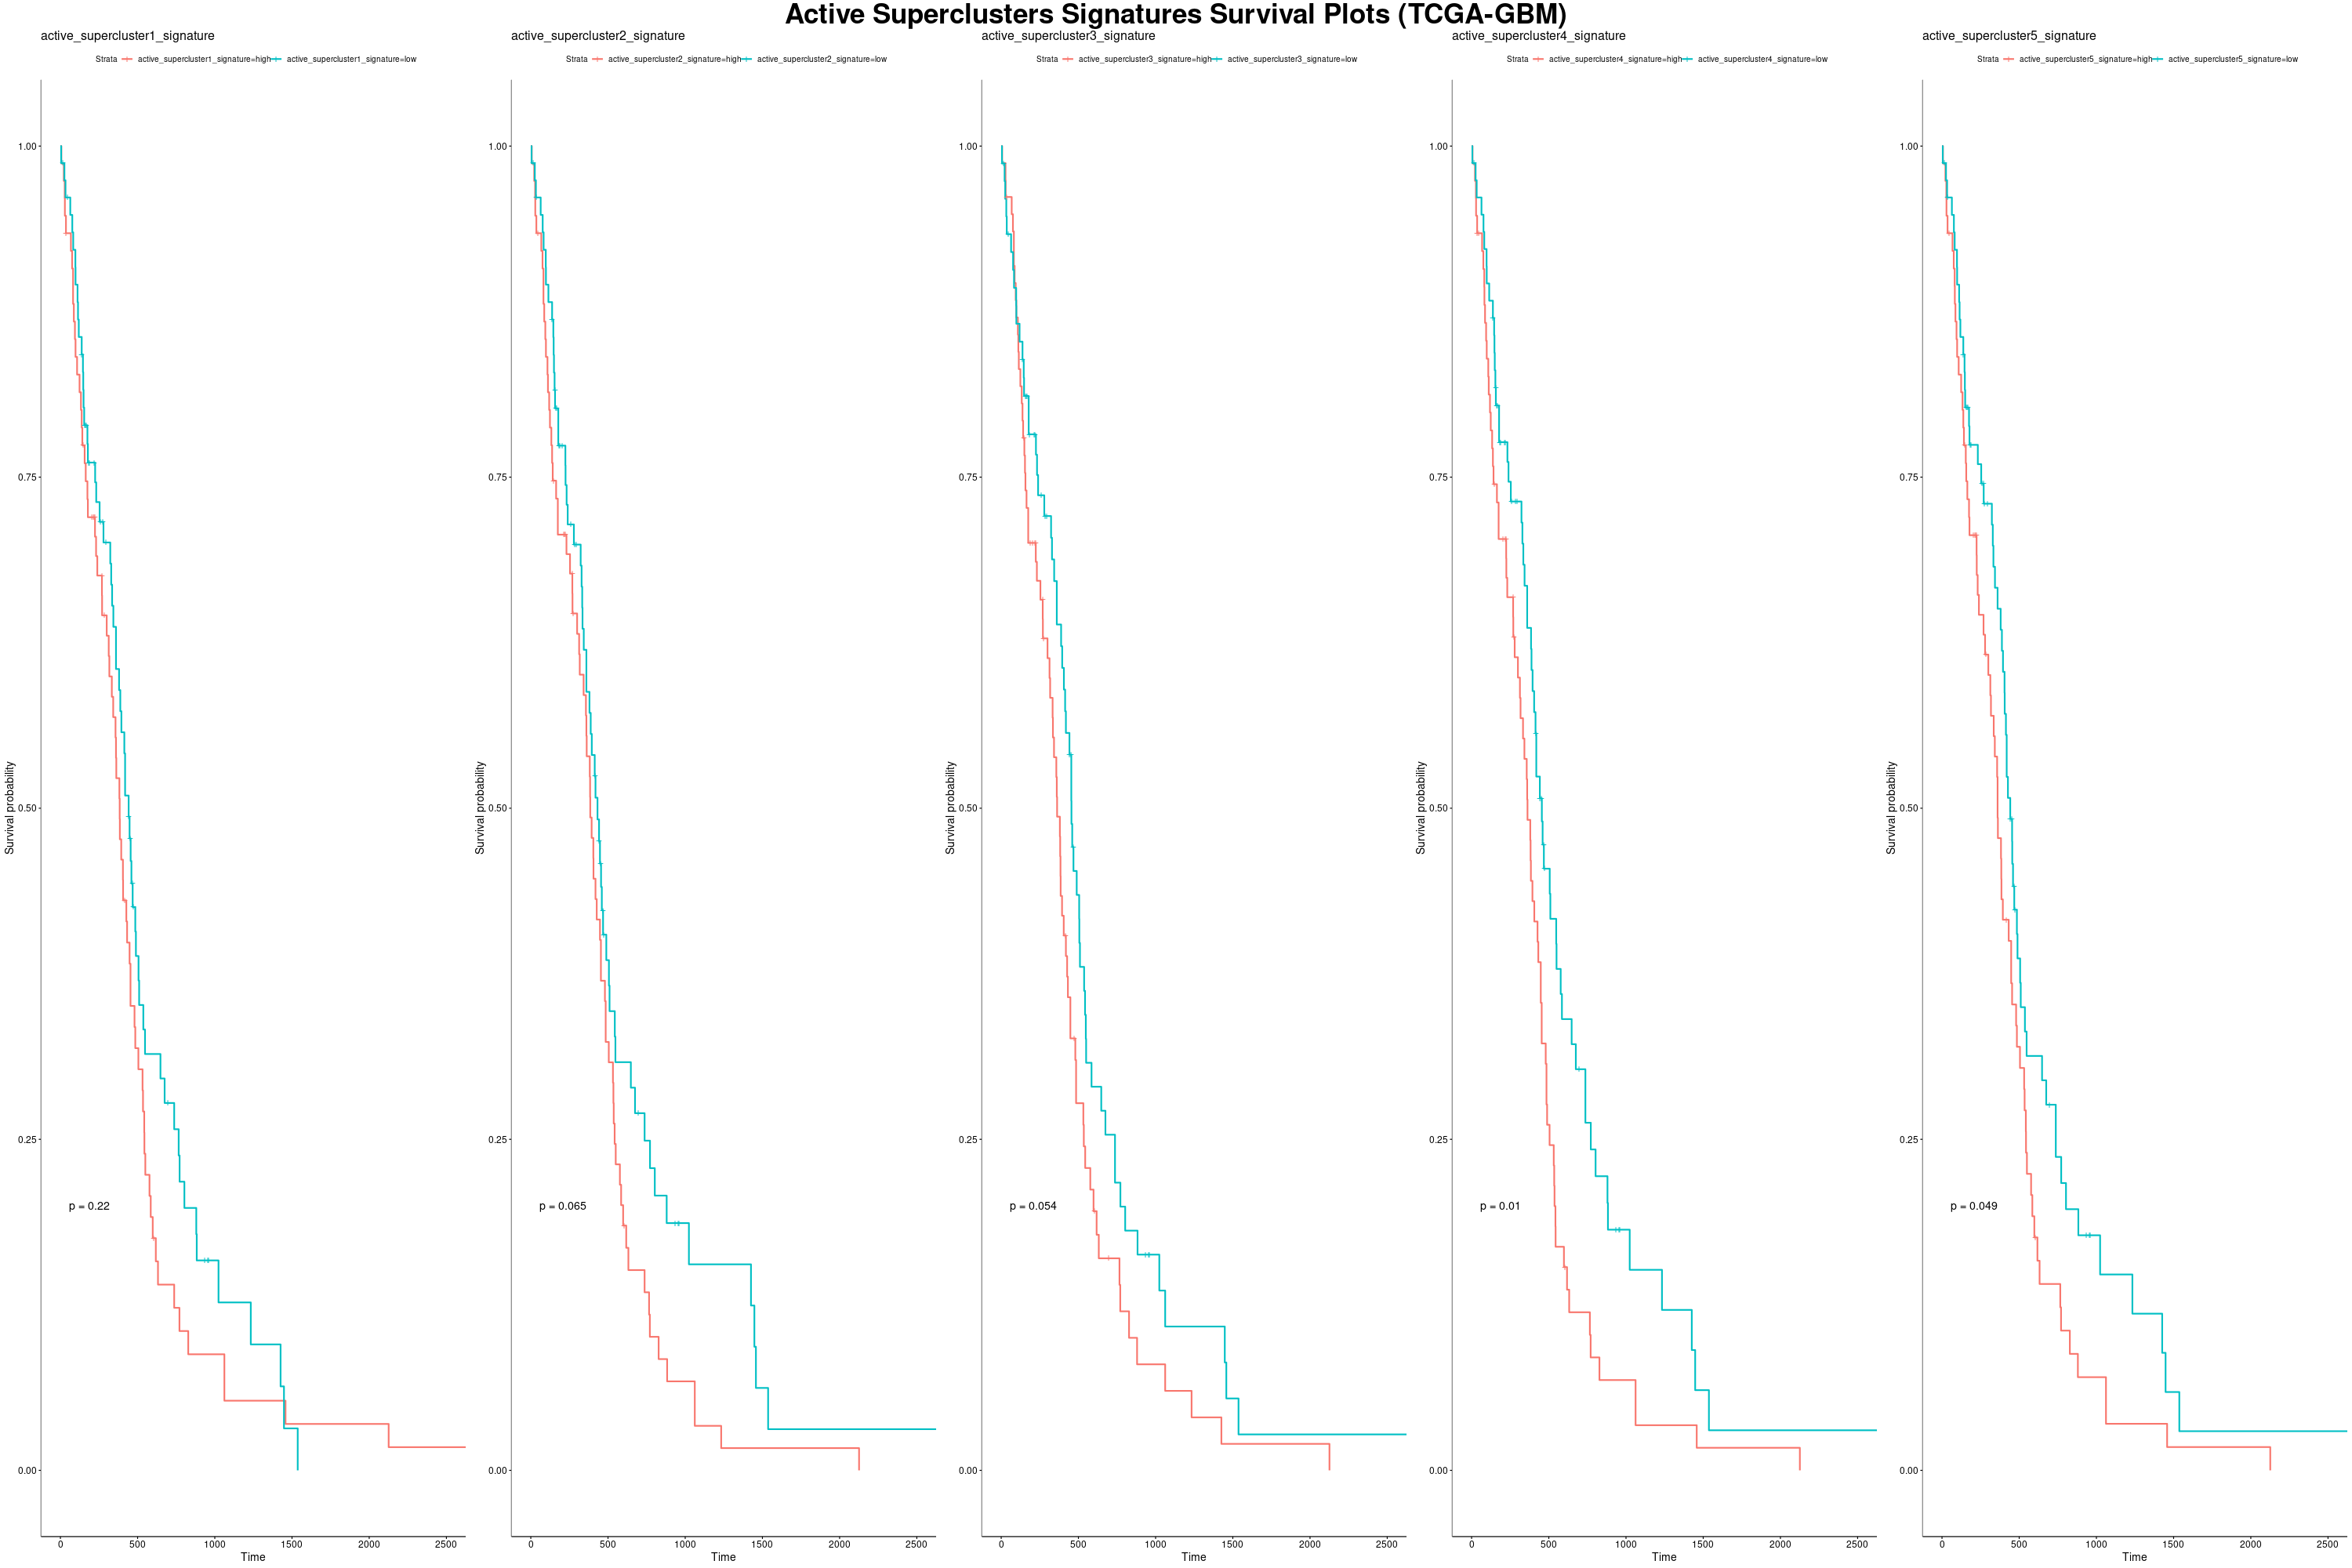 Active Superclusters Signatures Survival Plots (TCGA-GBM)
active_supercluster1_signature
Strata active_supercluster1_signature=high active_supercluster1_signature=low
Survival probability
1.00
0.75
0.50
0.25
0.00
p = 0.22
0 500 1000 1500 2000 2500
Time
active_supercluster2_signature
Strata active_supercluster2_signature=high active_supercluster2_signature=low
Survival probability
1.00
0.75
0.50
0.25
0.00
p = 0.065
0 500 1000 1500 2000 2500
Time
active_supercluster3_signature
Strata active_supercluster3_signature=high active_supercluster3_signature=low
Survival probability
1.00
0.75
0.50
0.25
0.00
p = 0.054
0 500 1000 1500 2000 2500
Time
active_supercluster4_signature
Strata active_supercluster4_signature=high active_supercluster4_signature=low
Survival probability
1.00
0.75
0.50
0.25
0.00
p = 0.01
0 500 1000 1500 2000 2500
Time
active_supercluster5_signature
Strata active_supercluster5_signature=high active_supercluster5_signature=low
Survival probability
1.00
0.75
0.50
0.25
0.00
p = 0.049
0 500 1000 1500 2000 2500
Time